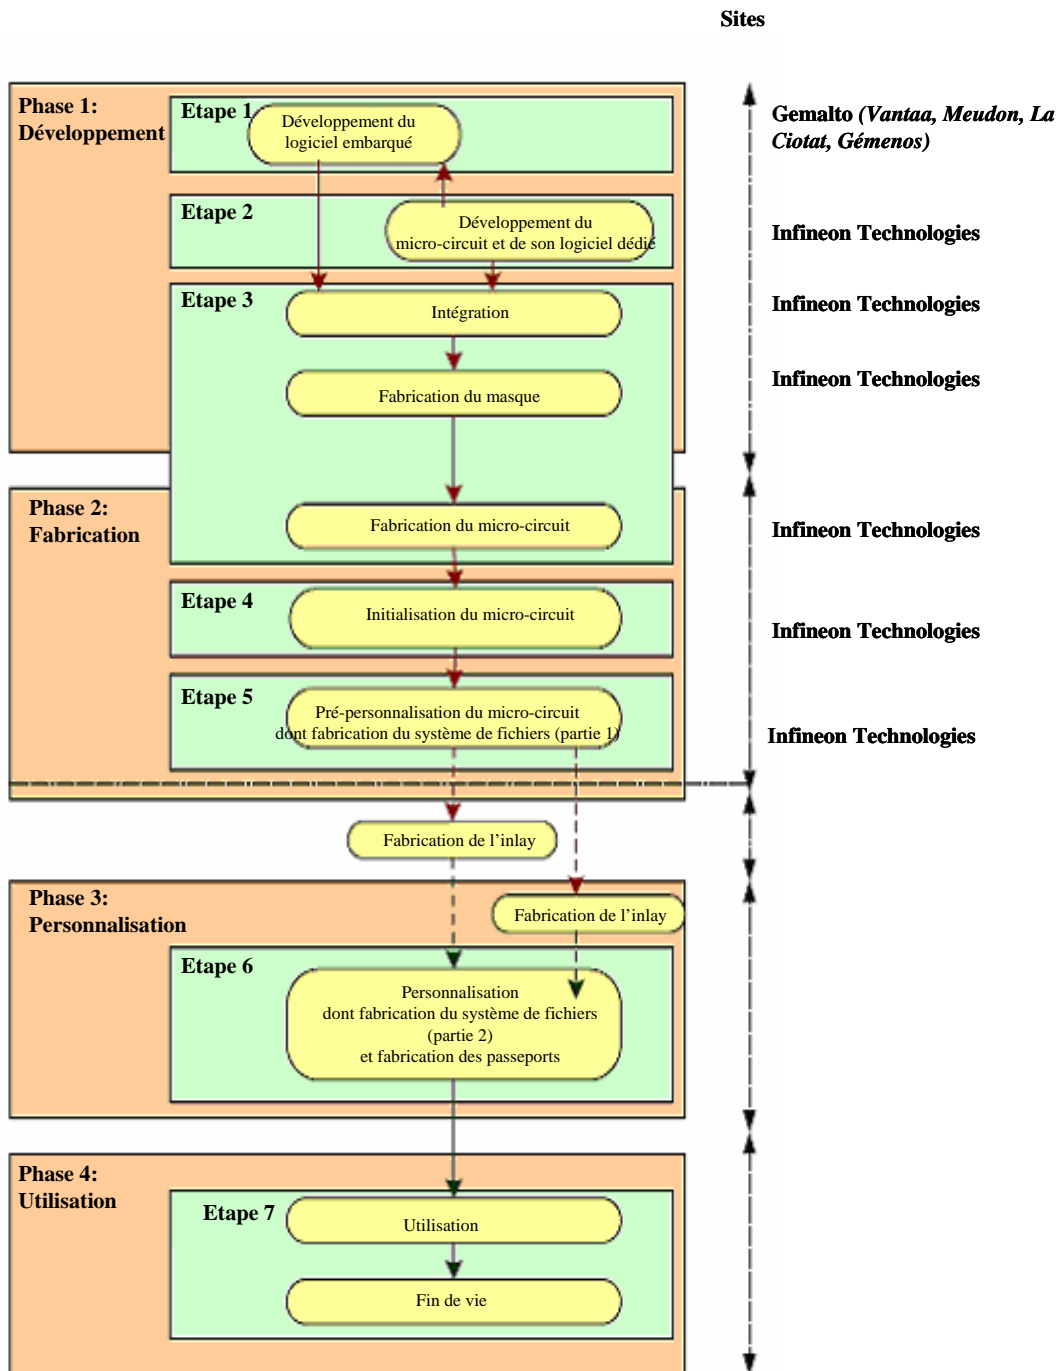 Sites
Phase 1:
Développement
Etape 1
Développement du
logiciel embarqué
Gemalto (Vantaa, Meudon, La
Ciotat, Gémenos)
Etape 2
Développement du
micro-circuit et de son logiciel dédié
Infineon Technologies
Etape 3
Intégration
Infineon Technologies
Fabrication du masque
Infineon Technologies
Phase 2:
Fabrication
Fabrication du micro-circuit
Infineon Technologies
Etape 4
Initialisation du micro-circuit
Infineon Technologies
Etape 5
Pré-personnalisation du micro-circuit
dont fabrication du système de fichiers (partie 1)
Infineon Technologies
Fabrication de l'inlay
Phase 3:
Personnalisation
Fabrication de l'inlay
Etape 6
Personnalisation
dont fabrication du système de fichiers
(partie 2)
et fabrication des passeports
Phase 4:
Utilisation
Etape 7
Utilisation
Fin de vie